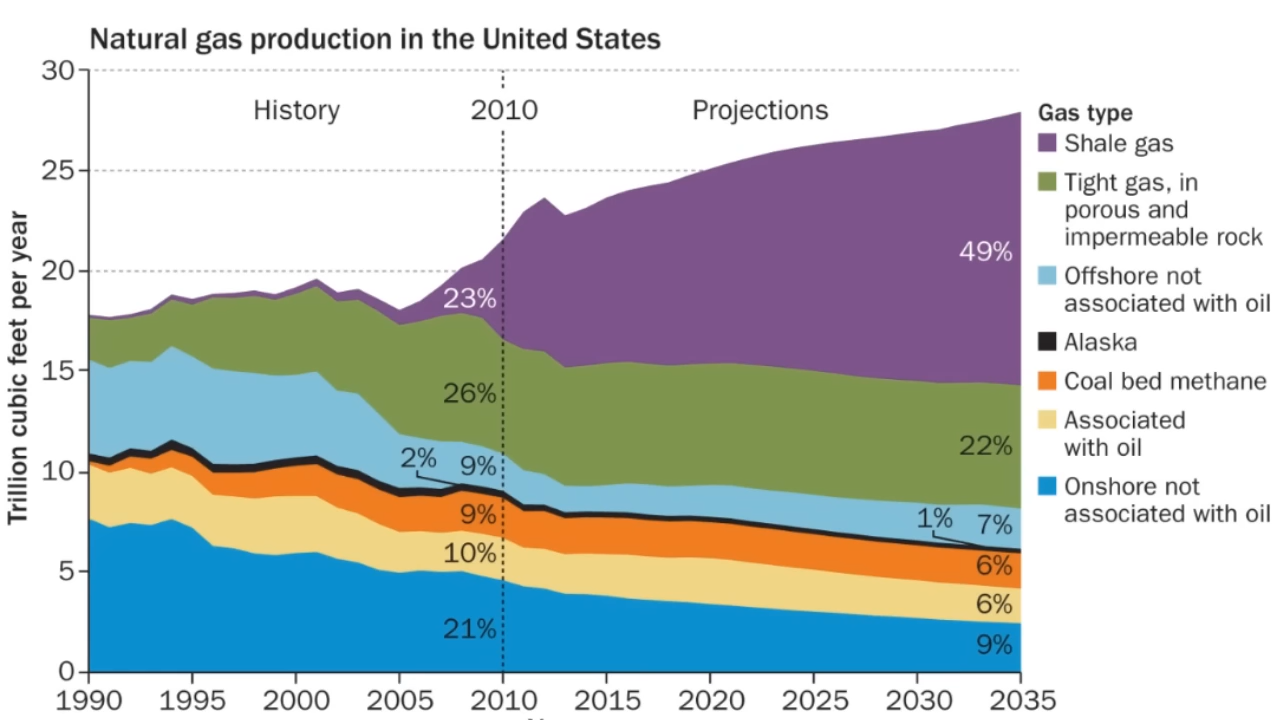 Natural gas production in the United States
30
25
20
15
10
5
0
Trillion cubic feet per year
History
2010
Projections
23%
26%
2%
9%
9%
10%
21%
49%
22%
1%
7%
6%
6%
9%
1990
1995
2000
2005
2010
2015
2020
2025
2030
2035
Gas type
Shale gas
Tight gas, in
porous and
impermeable rock
Offshore not
associated with oil
Alaska
Coal bed methane
Associated
with oil
Onshore not
associated with oil